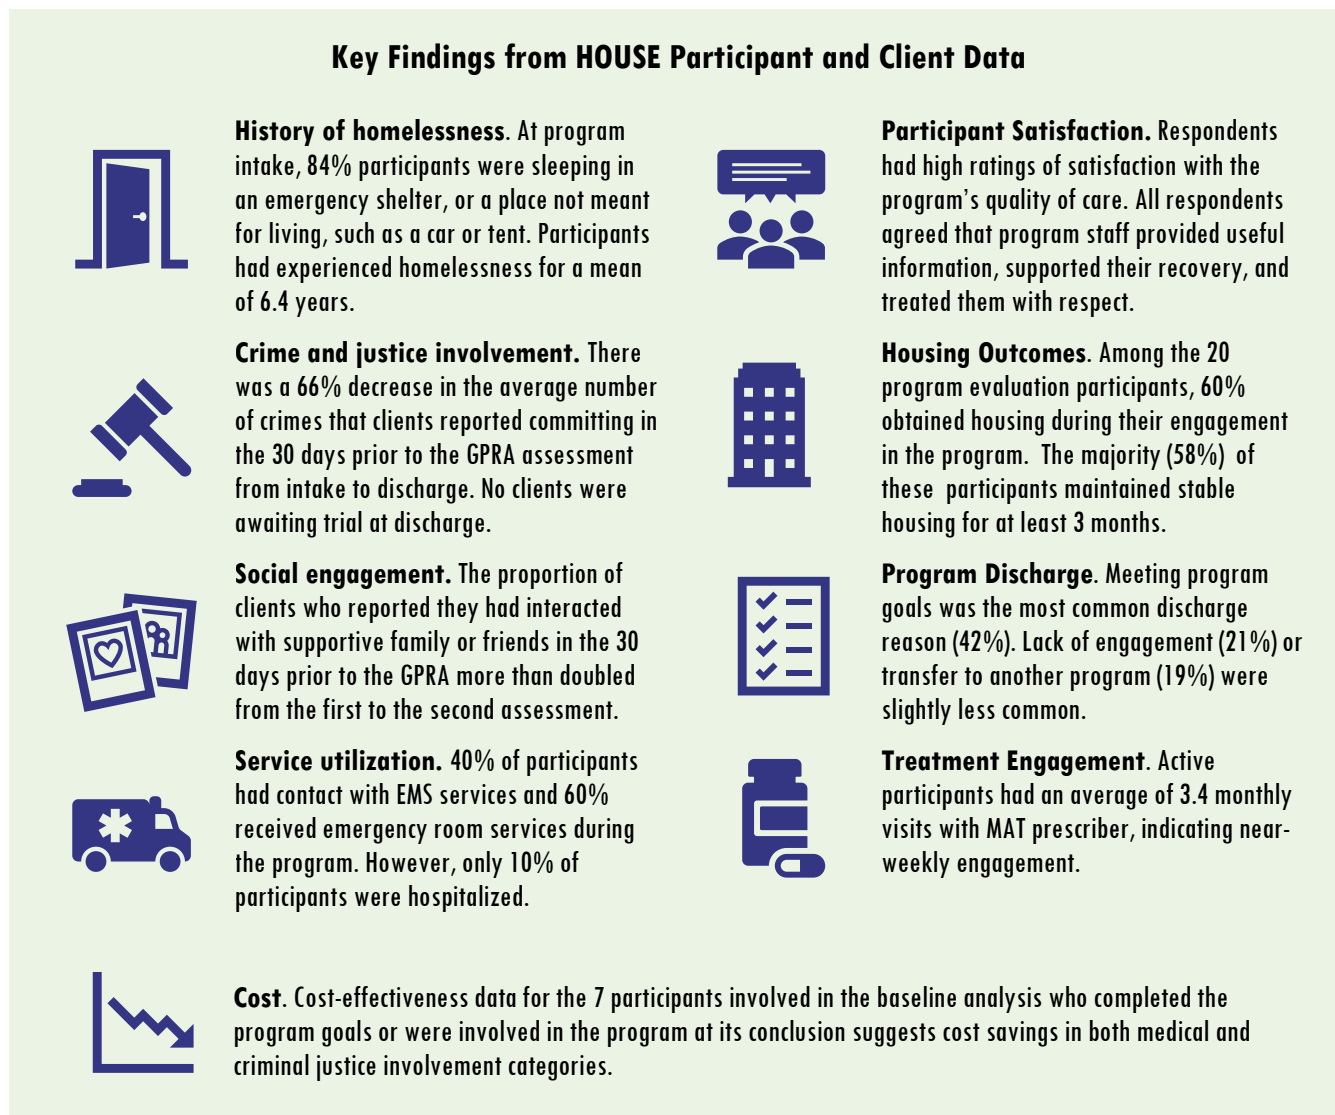 Key Findings from HOUSE Participant and Client Data
History of homelessness. At program
intake, 84% participants were sleeping in
an emergency shelter, or a place not meant
for living, such as a car or tent. Participants
had experienced homelessness for a mean
of 6.4 years.
Crime and justice involvement. There
was a 66% decrease in the average number
of crimes that clients reported committing in
the 30 days prior to the GPRA assessment
from intake to discharge. No clients were
awaiting trial at discharge.
Social engagement. The proportion of
clients who reported they had interacted
with supportive family or friends in the 30
days prior to the GPRA more than doubled
from the first to the second assessment.
Service utilization. 40% of participants
had contact with EMS services and 60%
received emergency room services during
the program. However, only 10% of
participants were hospitalized.
Participant Satisfaction. Respondents
had high ratings of satisfaction with the
program's quality of care. All respondents
agreed that program staff provided useful
information, supported their recovery, and
treated them with respect.
Housing Outcomes. Among the 20
program evaluation participants, 60%
obtained housing during their engagement
in the program. The majority (58%) of
these participants maintained stable
housing for at least 3 months.
Program Discharge. Meeting program
goals was the most common discharge
reason (42%). Lack of engagement (21%) or
transfer to another program (19%) were
slightly less common.
Treatment Engagement. Active
participants had an average of 3.4 monthly
visits with MAT prescriber, indicating near-
weekly engagement.
Cost. Cost-effectiveness data for the 7 participants involved in the baseline analysis who completed the
program goals or were involved in the program at its conclusion suggests cost savings in both medical and
criminal justice involvement categories.